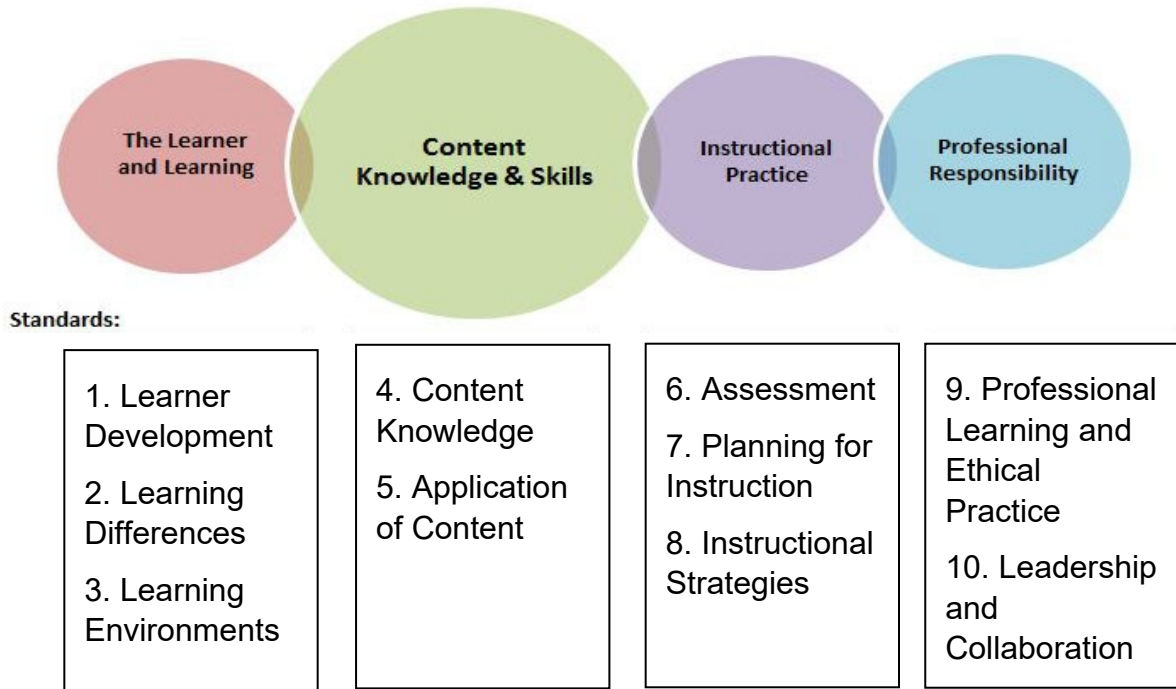 The Learner
and Learning
Content
Knowledge & Skills
Instructional
Practice
Professional
Responsibility
Standards:
1. Learner
Development
2. Learning
Differences
3. Learning
Environments
4. Content
Knowledge
5. Application
of Content
6. Assessment
7. Planning for
Instruction
8. Instructional
Strategies
9. Professional
Learning and
Ethical
Practice
10. Leadership
and
Collaboration